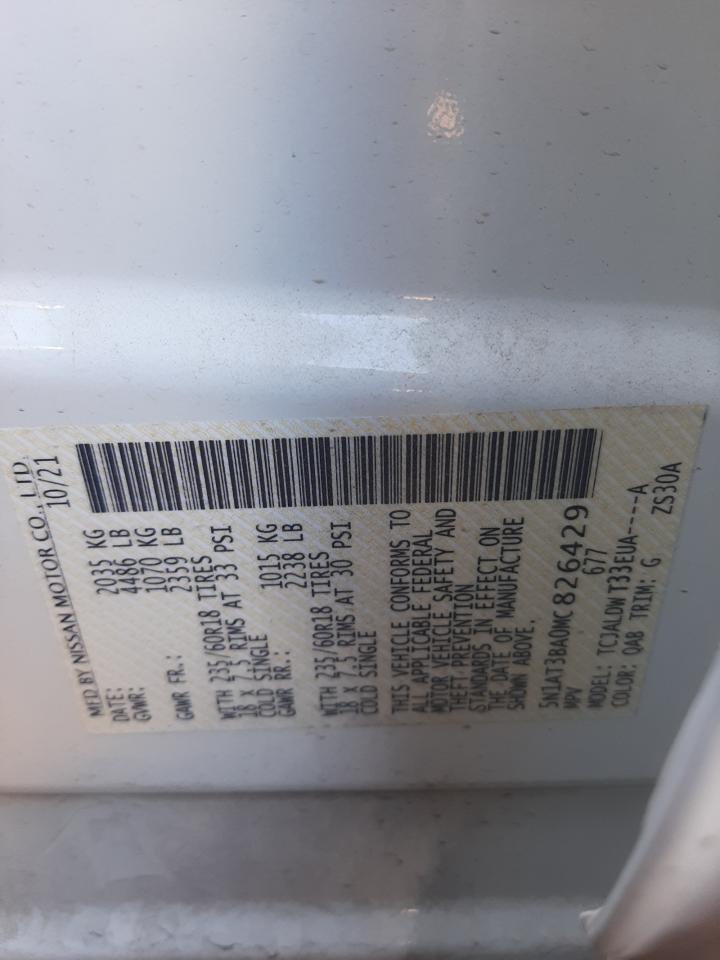 MFD BY NISSAN MOTOR CO., LTD.
DATE: 10/21
GVWR: 2035 KG
4486 LB
GAWR FR.: 1070 KG
2359 LB
WITH 235/60R18 TIRES
18 X 7.5 RIMS AT 33 PSI
COLD SINGLE
GAWR RR.: 1015 KG
2238 LB
WITH 235/60R18 TIRES
18 X 7.5 RIMS AT 30 PSI
COLD SINGLE
THIS VEHICLE CONFORMS TO
ALL APPLICABLE FEDERAL
MOTOR VEHICLE SAFETY AND
THEFT PREVENTION
STANDARDS IN EFFECT ON
THE DATE OF MANUFACTURE
SHOWN ABOVE.
5N1AT3BA0MC826429
MPV 677
MODEL: TCJALDWT33EUA----A
COLOR: QAB TRIM: G ZS30A